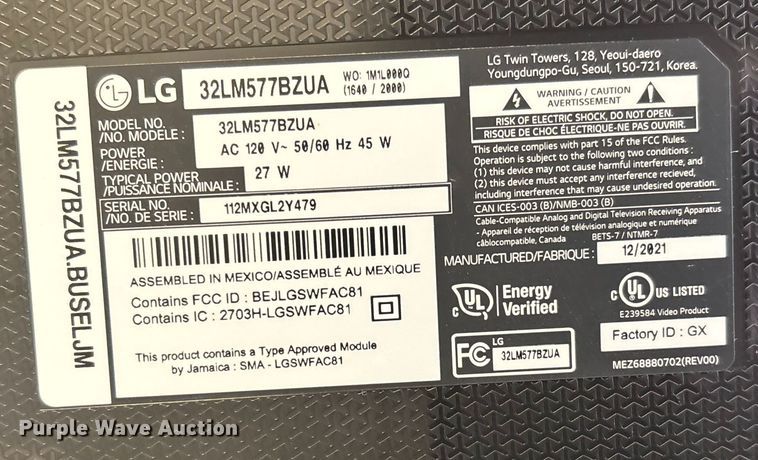 32LM577BZUA.BUSELJM
LG 32LM577BZUA WO: 1M1L000Q
(1640 / 2000)
MODEL NO. /NO. MODELE : 32LM577BZUA
POWER /ENERGIE : AC 120 V~ 50/60 Hz 45 W
TYPICAL POWER /PUISSANCE NOMINALE : 27 W
SERIAL NO. /NO. DE SERIE : 112MXGL2Y479
ASSEMBLED IN MEXICO/ASSEMBLÉ AU MEXIQUE
Contains FCC ID : BEJLGSWFAC81
Contains IC : 2703H-LGSWFAC81
This product contains a Type Approved Module
by Jamaica : SMA - LGSWFAC81
LG Twin Towers, 128, Yeoui-daero
Youngdungpo-Gu, Seoul, 150-721, Korea.
WARNING / CAUTION
AVERTISSEMENT
RISK OF ELECTRIC SHOCK, DO NOT OPEN.
RISQUE DE CHOC ÉLECTRIQUE-NE PAS OUVRIR.
This device complies with part 15 of the FCC Rules.
Operation is subject to the following two conditions :
(1) this device may not cause harmful interference, and
(2) this device must accept any interference recieved,
including interference that may cause undesired operation.
CAN ICES-003 (B)/NMB-003 (B)
Cable-Compatible Analog and Digital Television Receiving Apparatus
- Appareil de réception de télévision analogique et numérique
câblocompatible, Canada BETS-7 / NTMR-7
MANUFACTURED/FABRIQUE : 12/2021
UL Energy
Verified
c UL US LISTED
E239584 Video Product
FC LG
32LM577BZUA
Factory ID : GX
MEZ68880702(REV00)
Purple Wave Auction